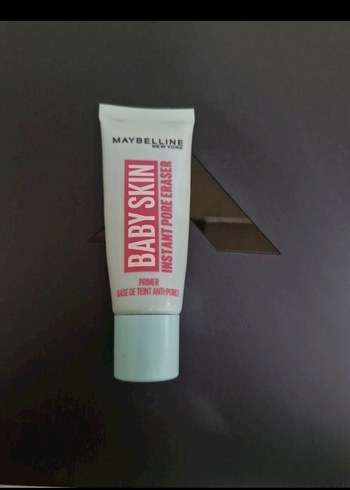 MAYBELLINE
NEW YORK
BABY SKIN
INSTANT PORE ERASER
PRIMER
BASE DE TEINT ANTI-PORES